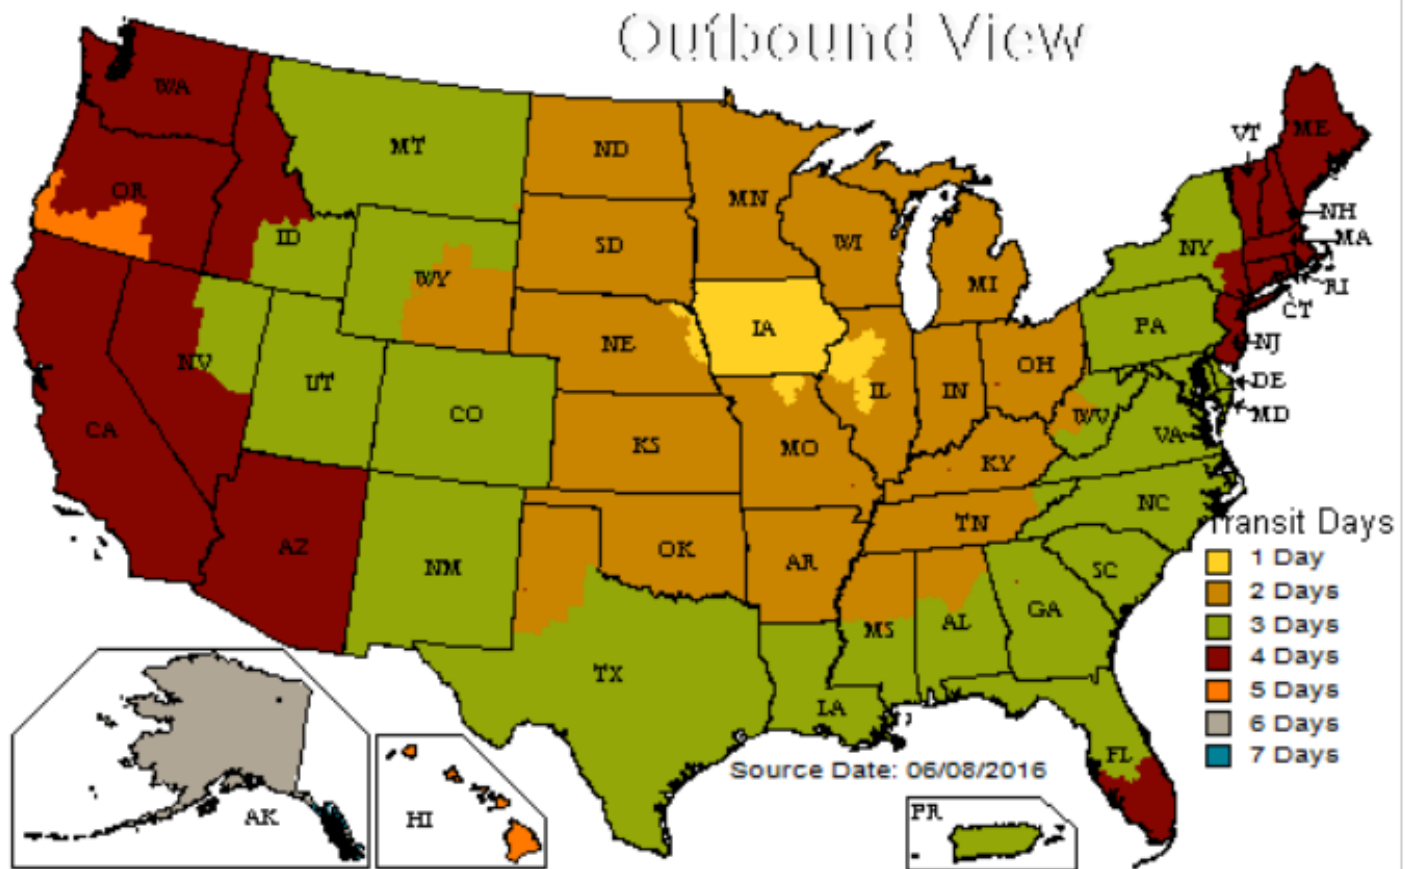 Outbound View
WA
MT
ND
MN
VT
ME
OR
ID
SD
WI
NH
MA
NY
WY
MI
RI
CT
IA
PA
NE
NJ
NV
UT
OH
DE
IL
IN
CO
WV
MD
CA
VA
KS
MO
KY
NC
TN
Transit Days
AZ
NM
OK
AR
SC
1 Day
2 Days
GA
AL
MS
3 Days
4 Days
TX
5 Days
LA
6 Days
FL
7 Days
Source Date: 06/08/2016
AK
HI
PR